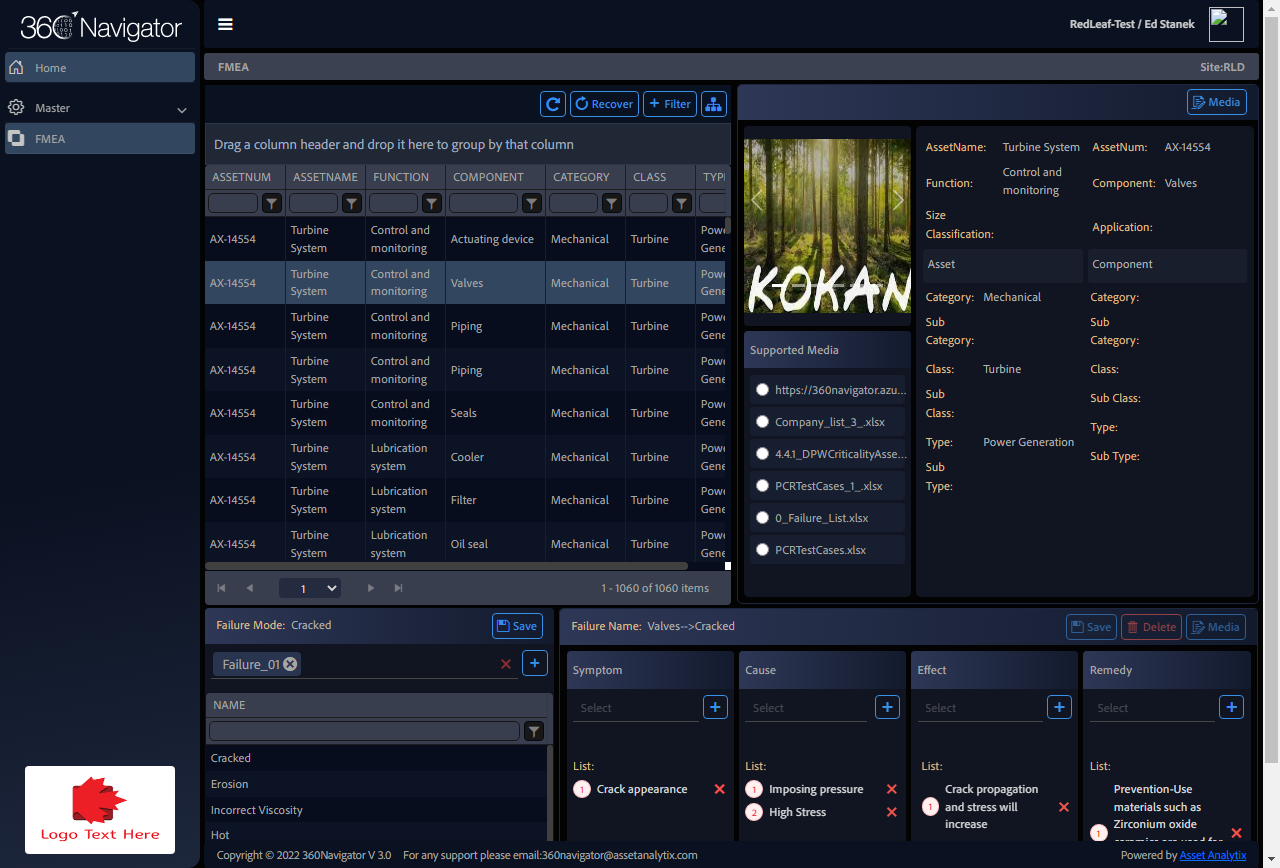 360 Navigator
RedLeaf-Test / Ed Stanek
Home
Master
FMEA
FMEA
Site:RLD
Recover
+ Filter
Media
Drag a column header and drop it here to group by that column
ASSETNUM ASSETNAME FUNCTION COMPONENT CATEGORY CLASS TYP
AX-14554 Turbine System Control and monitoring Actuating device Mechanical Turbine Powe Gene
AX-14554 Turbine System Control and monitoring Valves Mechanical Turbine Powe Gene
AX-14554 Turbine System Control and monitoring Piping Mechanical Turbine Powe Gene
AX-14554 Turbine System Control and monitoring Piping Mechanical Turbine Powe Gene
AX-14554 Turbine System Control and monitoring Seals Mechanical Turbine Powe Gene
AX-14554 Turbine System Lubrication system Cooler Mechanical Turbine Powe Gene
AX-14554 Turbine System Lubrication system Filter Mechanical Turbine Powe Gene
AX-14554 Turbine System Lubrication system Oil seal Mechanical Turbine Powe Gene
1
1 - 1060 of 1060 items
KOKAN
Supported Media
https://360navigator.azu...
Company_list_3_.xlsx
4.4.1_DPWCriticalityAsse...
PCRTestCases_1_.xlsx
0_Failure_List.xlsx
PCRTestCases.xlsx
AssetName: Turbine System AssetNum: AX-14554
Function: Control and monitoring Component: Valves
Size Classification: Application:
Asset Component
Category: Mechanical Category:
Sub Category: Sub Category:
Class: Turbine Class:
Sub Class: Sub Class:
Type: Power Generation Type:
Sub Type: Sub Type:
Failure Mode: Cracked
Save
Failure_01
+
NAME
Cracked
Erosion
Incorrect Viscosity
Hot
Failure Name: Valves-->Cracked
Save
Delete
Media
Symptom
Select
+
List:
1 Crack appearance
Cause
Select
+
List:
1 Imposing pressure
2 High Stress
Effect
Select
+
List:
1 Crack propagation and stress will increase
Remedy
Select
+
List:
1 Prevention-Use materials such as Zirconium oxide
Logo Text Here
Copyright © 2022 360Navigator V 3.0 For any support please email:360navigator@assetanalytix.com
Powered by Asset Analytix